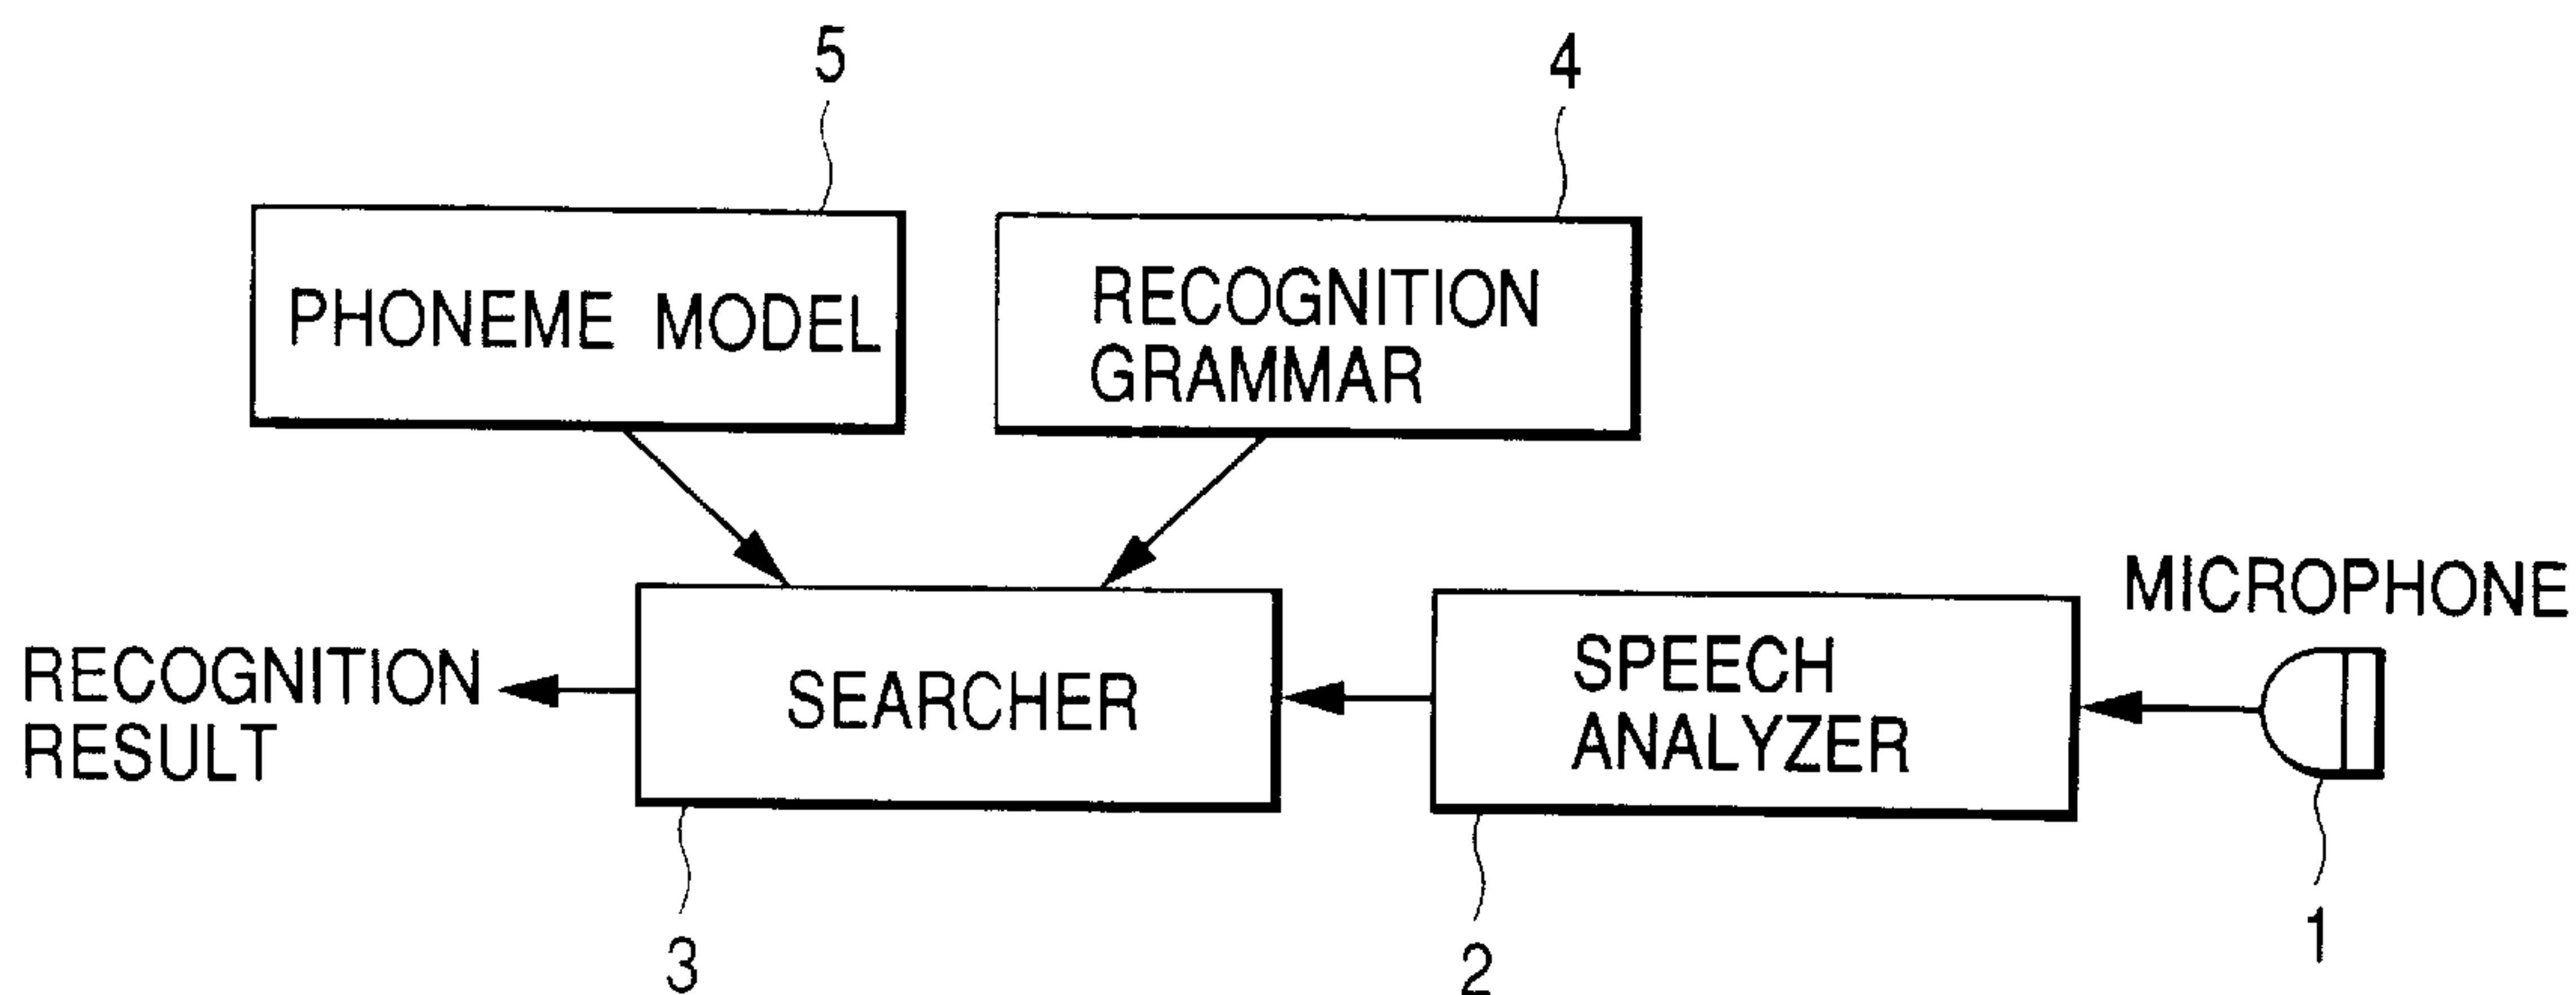 5
4
PHONEME MODEL
RECOGNITION
GRAMMAR
MICROPHONE
RECOGNITION
RESULT
SEARCHER
SPEECH
ANALYZER
3
2
1